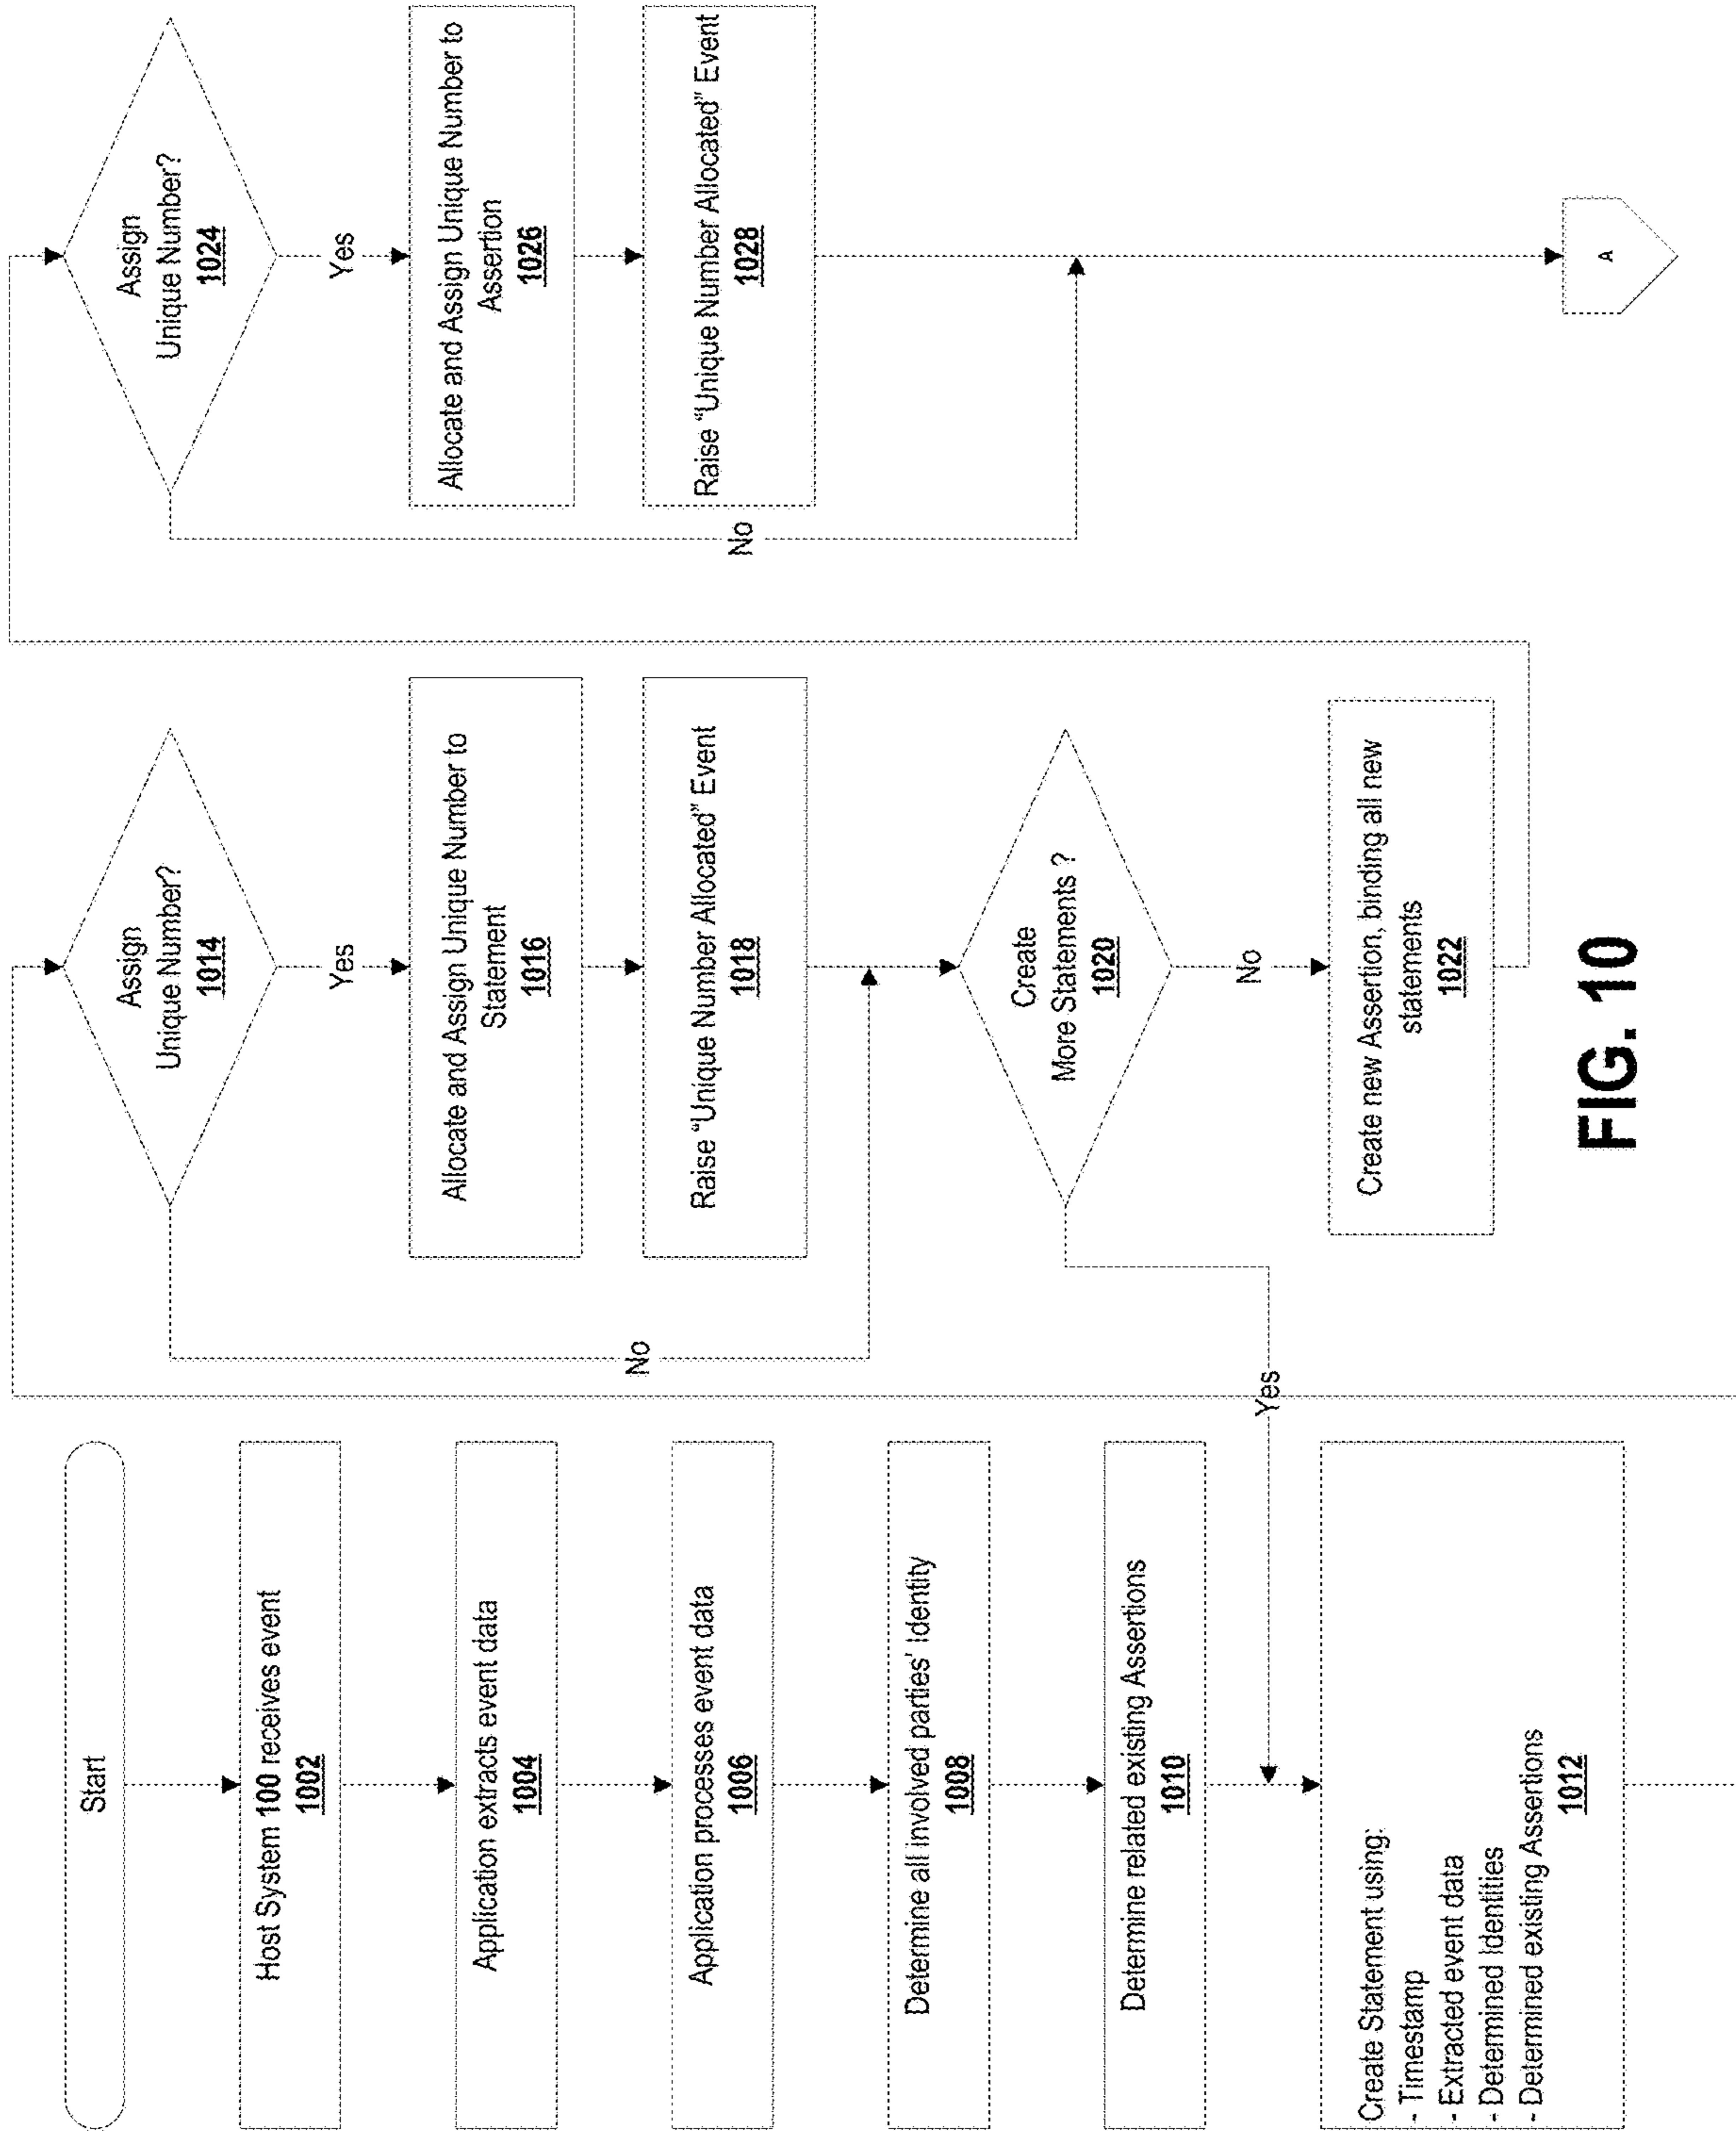 Start
Host System 100 receives event
1002
Application extracts event data
1004
Application processes event data
1006
Determine all involved parties' Identity
1008
Determine related existing Assertions
1010
Create Statement using:
- Timestamp
- Extracted event data
- Determined Identities
- Determined existing Assertions
1012
Assign
Unique Number?
1014
Yes
No
Allocate and Assign Unique Number to
Statement
1016
Raise “Unique Number Allocated” Event
1018
Create
More Statements ?
1020
Yes
No
Create new Assertion, binding all new
statements
1022
Assign
Unique Number?
1024
Yes
No
Allocate and Assign Unique Number to
Assertion
1026
Raise “Unique Number Allocated” Event
1028
A
FIG. 10